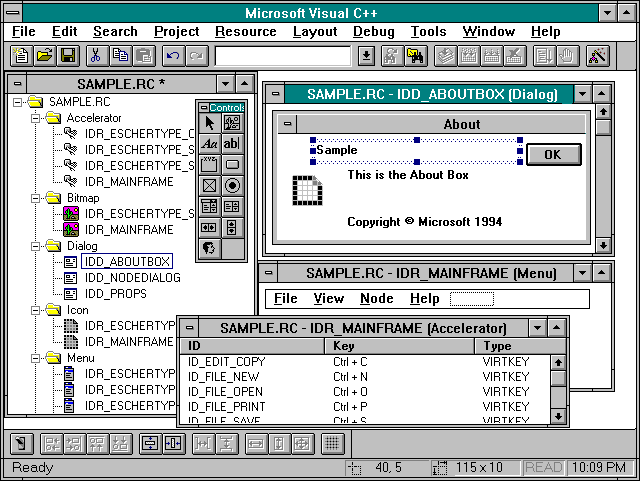 Microsoft Visual C++
File Edit Search Project Resource Layout Debug Tools Window Help
SAMPLE.RC *
SAMPLE.RC
Accelerator
IDR_ESCHERTYPE_C
IDR_ESCHERTYPE_S
IDR_ESCHERTYPE_S
IDR_MAINFRAME
Bitmap
IDR_ESCHERTYPE_S
IDR_MAINFRAME
Dialog
IDD_ABOUTBOX
IDD_NODEDIALOG
IDD_PROPS
Icon
IDR_ESCHERTYP
IDR_MAINFRAME
Menu
IDR_ESCHERTYP
IDR_ESCHERTYP
IDR_ESCHERTYP
Controls
Aα ab|
XYZ
SAMPLE.RC - IDD_ABOUTBOX (Dialog)
About
Sample
OK
This is the About Box
Copyright © Microsoft 1994
SAMPLE.RC - IDR_MAINFRAME (Menu)
File View Node Help
SAMPLE.RC - IDR_MAINFRAME (Accelerator)
ID Key Type
ID_EDIT_COPY Ctrl + C VIRTKEY
ID_FILE_NEW Ctrl + N VIRTKEY
ID_FILE_OPEN Ctrl + O VIRTKEY
ID_FILE_PRINT Ctrl + P VIRTKEY
ID_FILE_SAVE Ctrl + S VIRTKEY
Ready 40, 5 115 x 10 READ 10:09 PM